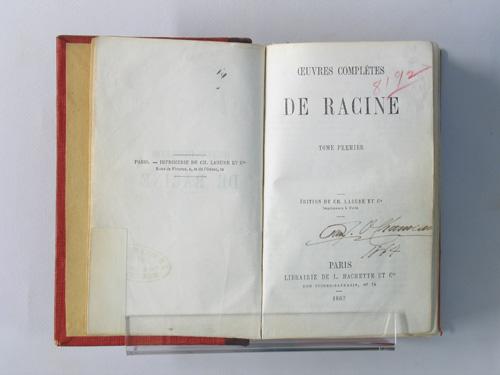 PARIS. — IMPRIMERIE DE CH. LAHURE ET Cie
Rues de Fleurus, 9, et de l'Ouest, 21
ŒUVRES COMPLÈTES
8192
DE RACINE
TOME PREMIER
ÉDITION DE CH. LAHURE ET Cie
Imprimeurs à Paris
1864
PARIS
LIBRAIRIE DE L. HACHETTE ET Cie
RUE PIERRE-SARRAZIN, No 14